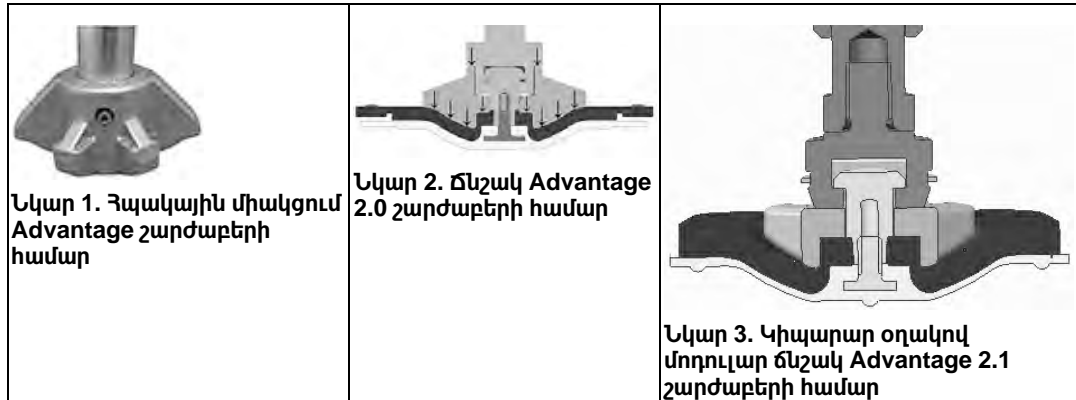 Նկար 1. Հպակային միակցում
Advantage շարժաբերի
համար
Նկար 2. Ճնշակ Advantage
2.0 շարժաբերի համար
Նկար 3. Կիպարար օղակով
մոդուլար ճնշակ Advantage 2.1
շարժաբերի համար